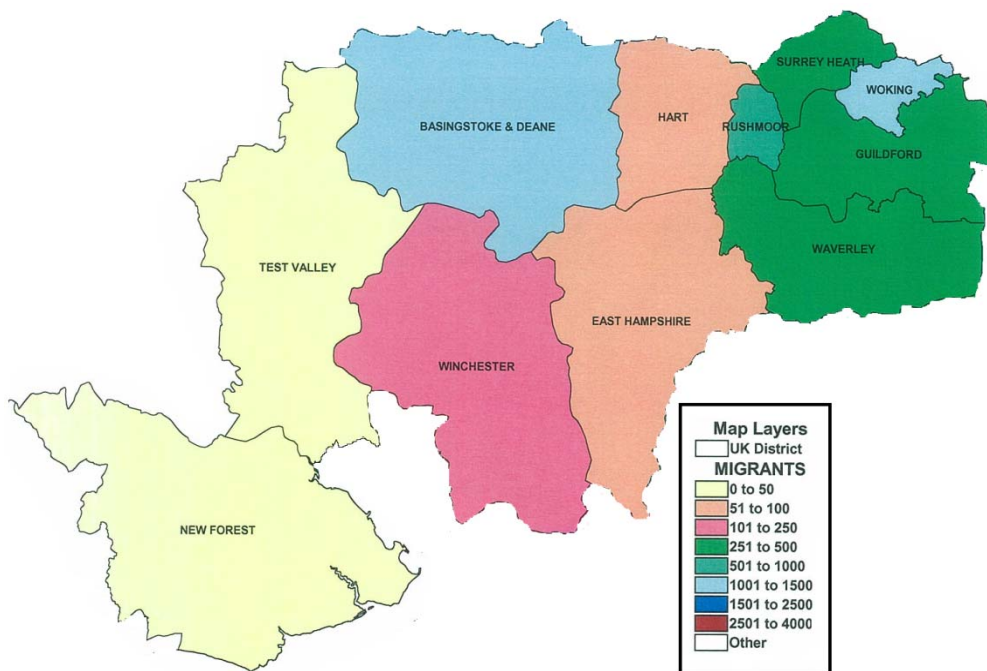 SURREY HEATH
WOKING
BASINGSTOKE & DEANE
HART
RUSHMOOR
GUILDFORD
WAVERLEY
TEST VALLEY
EAST HAMPSHIRE
WINCHESTER
NEW FOREST
Map Layers
UK District
MIGRANTS
0 to 50
51 to 100
101 to 250
251 to 500
501 to 1000
1001 to 1500
1501 to 2500
2501 to 4000
Other